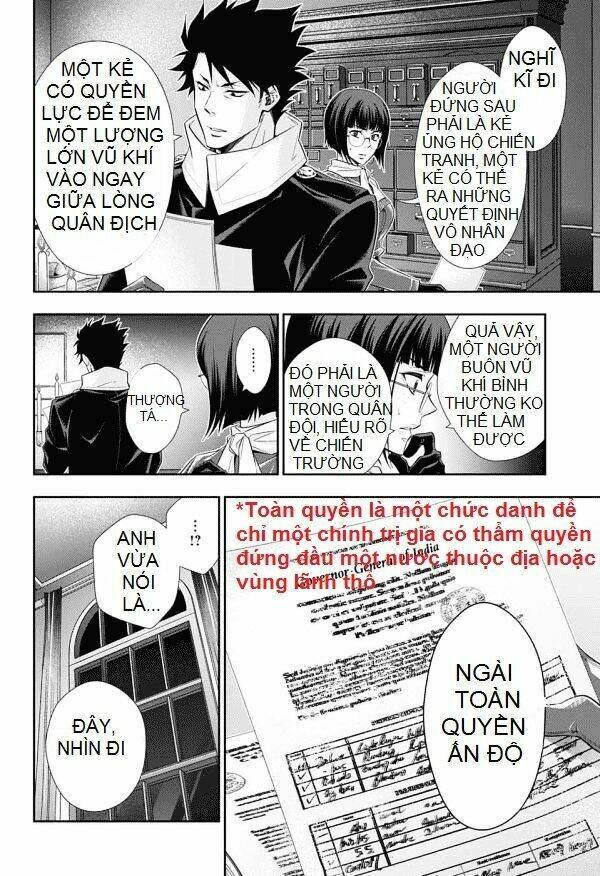 NGHĨ
KĨ ĐI
NGƯỜI
ĐỨNG SAU
PHẢI LÀ KẺ
ỦNG HỘ CHIẾN
TRANH, MỘT
KẺ CÓ THỂ
RA NHỮNG
QUYẾT ĐỊNH
VÔ NHÂN
ĐẠO
MỘT KẺ
CÓ QUYỀN
LỰC ĐỂ ĐEM
MỘT LƯỢNG
LỚN VŨ KHÍ
VÀO NGAY
GIỮA LÒNG
QUÂN ĐỊCH
QUẢ VẬY,
MỘT NGƯỜI
BUÔN VŨ
KHÍ BÌNH
THƯỜNG KO
THỂ LÀM
ĐƯỢC
ĐÓ PHẢI LÀ
LÀ MỘT NGƯỜI
TRONG QUÂN
ĐỘI, HIỂU RÕ
VỀ CHIẾN
TRƯỜNG
......
THƯỢNG
TÁ...
*Toàn quyền là một chức danh để
chỉ một chính trị gia có thẩm quyền
đứng đầu một nước thuộc địa hoặc
vùng lãnh thổ
Governor-General of India
NGÀI
TOÀN
QUYỀN
ẤN ĐỘ
...!?
ANH
VỪA
NÓI
LÀ...
ĐÂY,
NHÌN ĐI